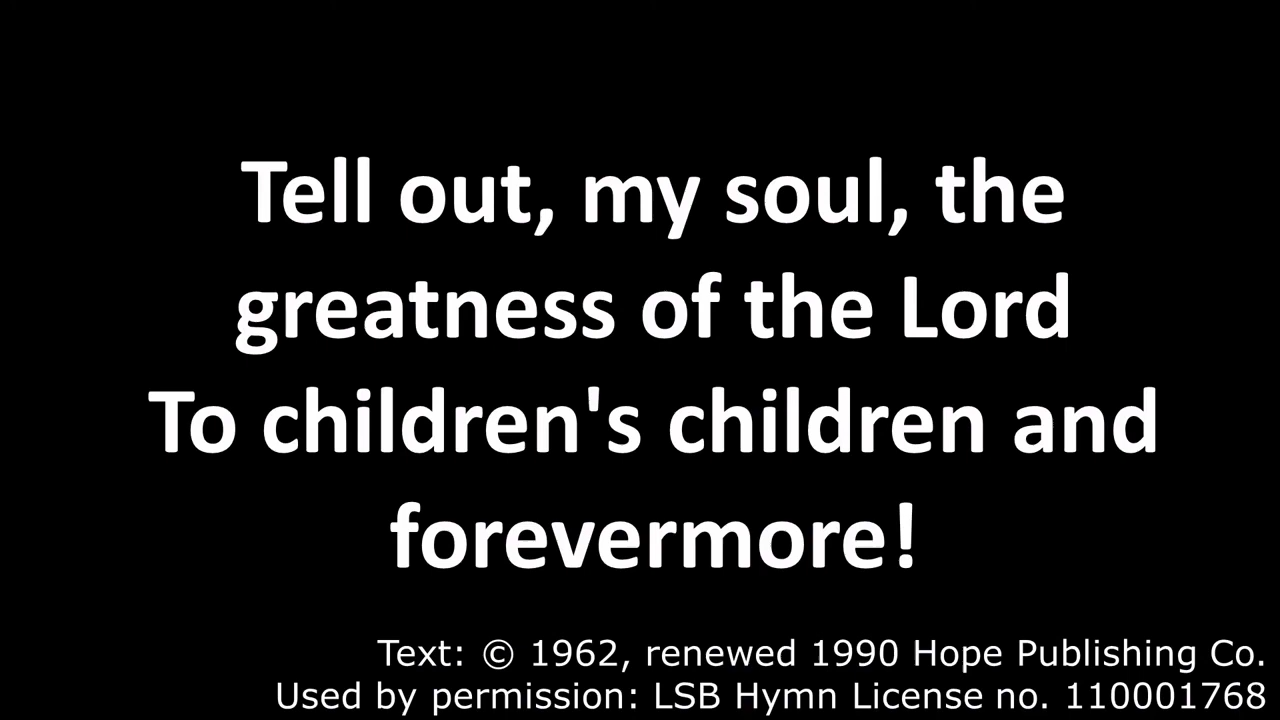 Tell out, my soul, the
greatness of the Lord
To children's children and
forevermore!
Text: © 1962, renewed 1990 Hope Publishing Co.
Used by permission: LSB Hymn License no. 110001768